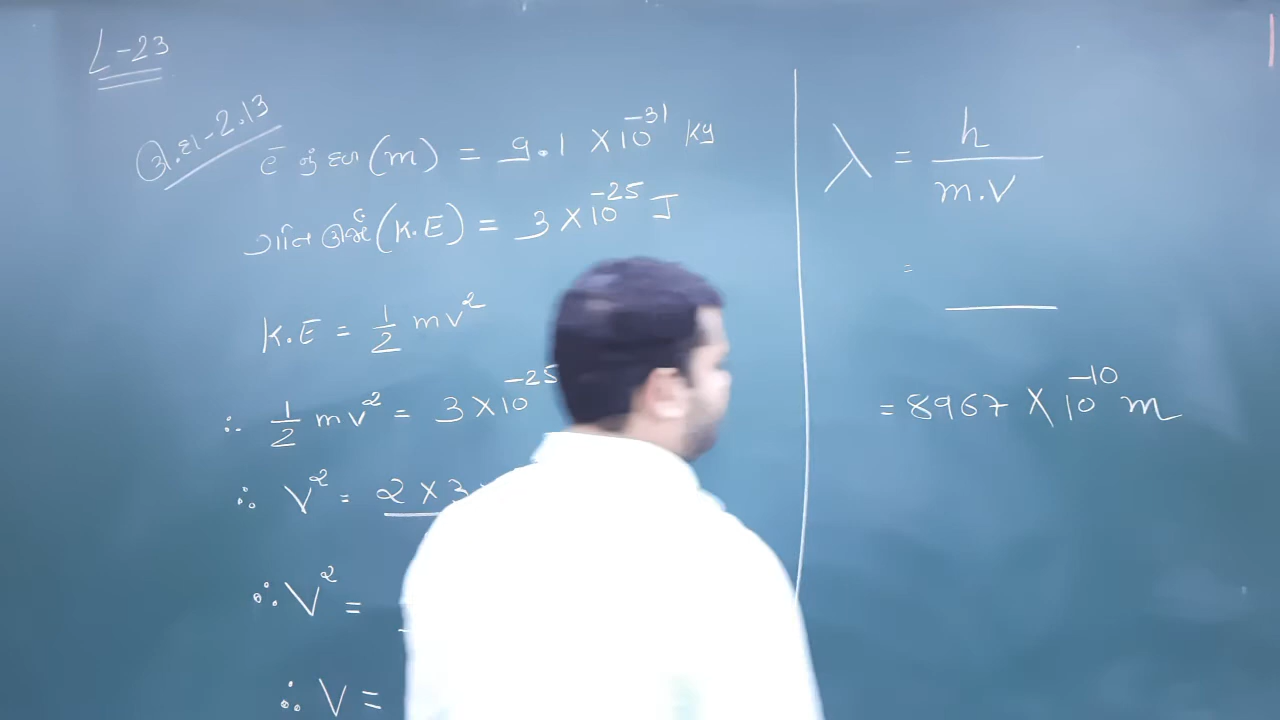 L-23
ઊ.દા-2.13
e⁻ નું દળ (m) = 9.1 × 10⁻³¹ kg
ગતિ ઊર્જા (K.E) = 3 × 10⁻²⁵ J
K.E = 1/2 mv²
∴ 1/2 mv² = 3 × 10⁻²⁵
∴ V² = 2 × 3
∴ V² =
∴ V =
λ = h / m.v
=
= 8967 × 10⁻¹⁰ m